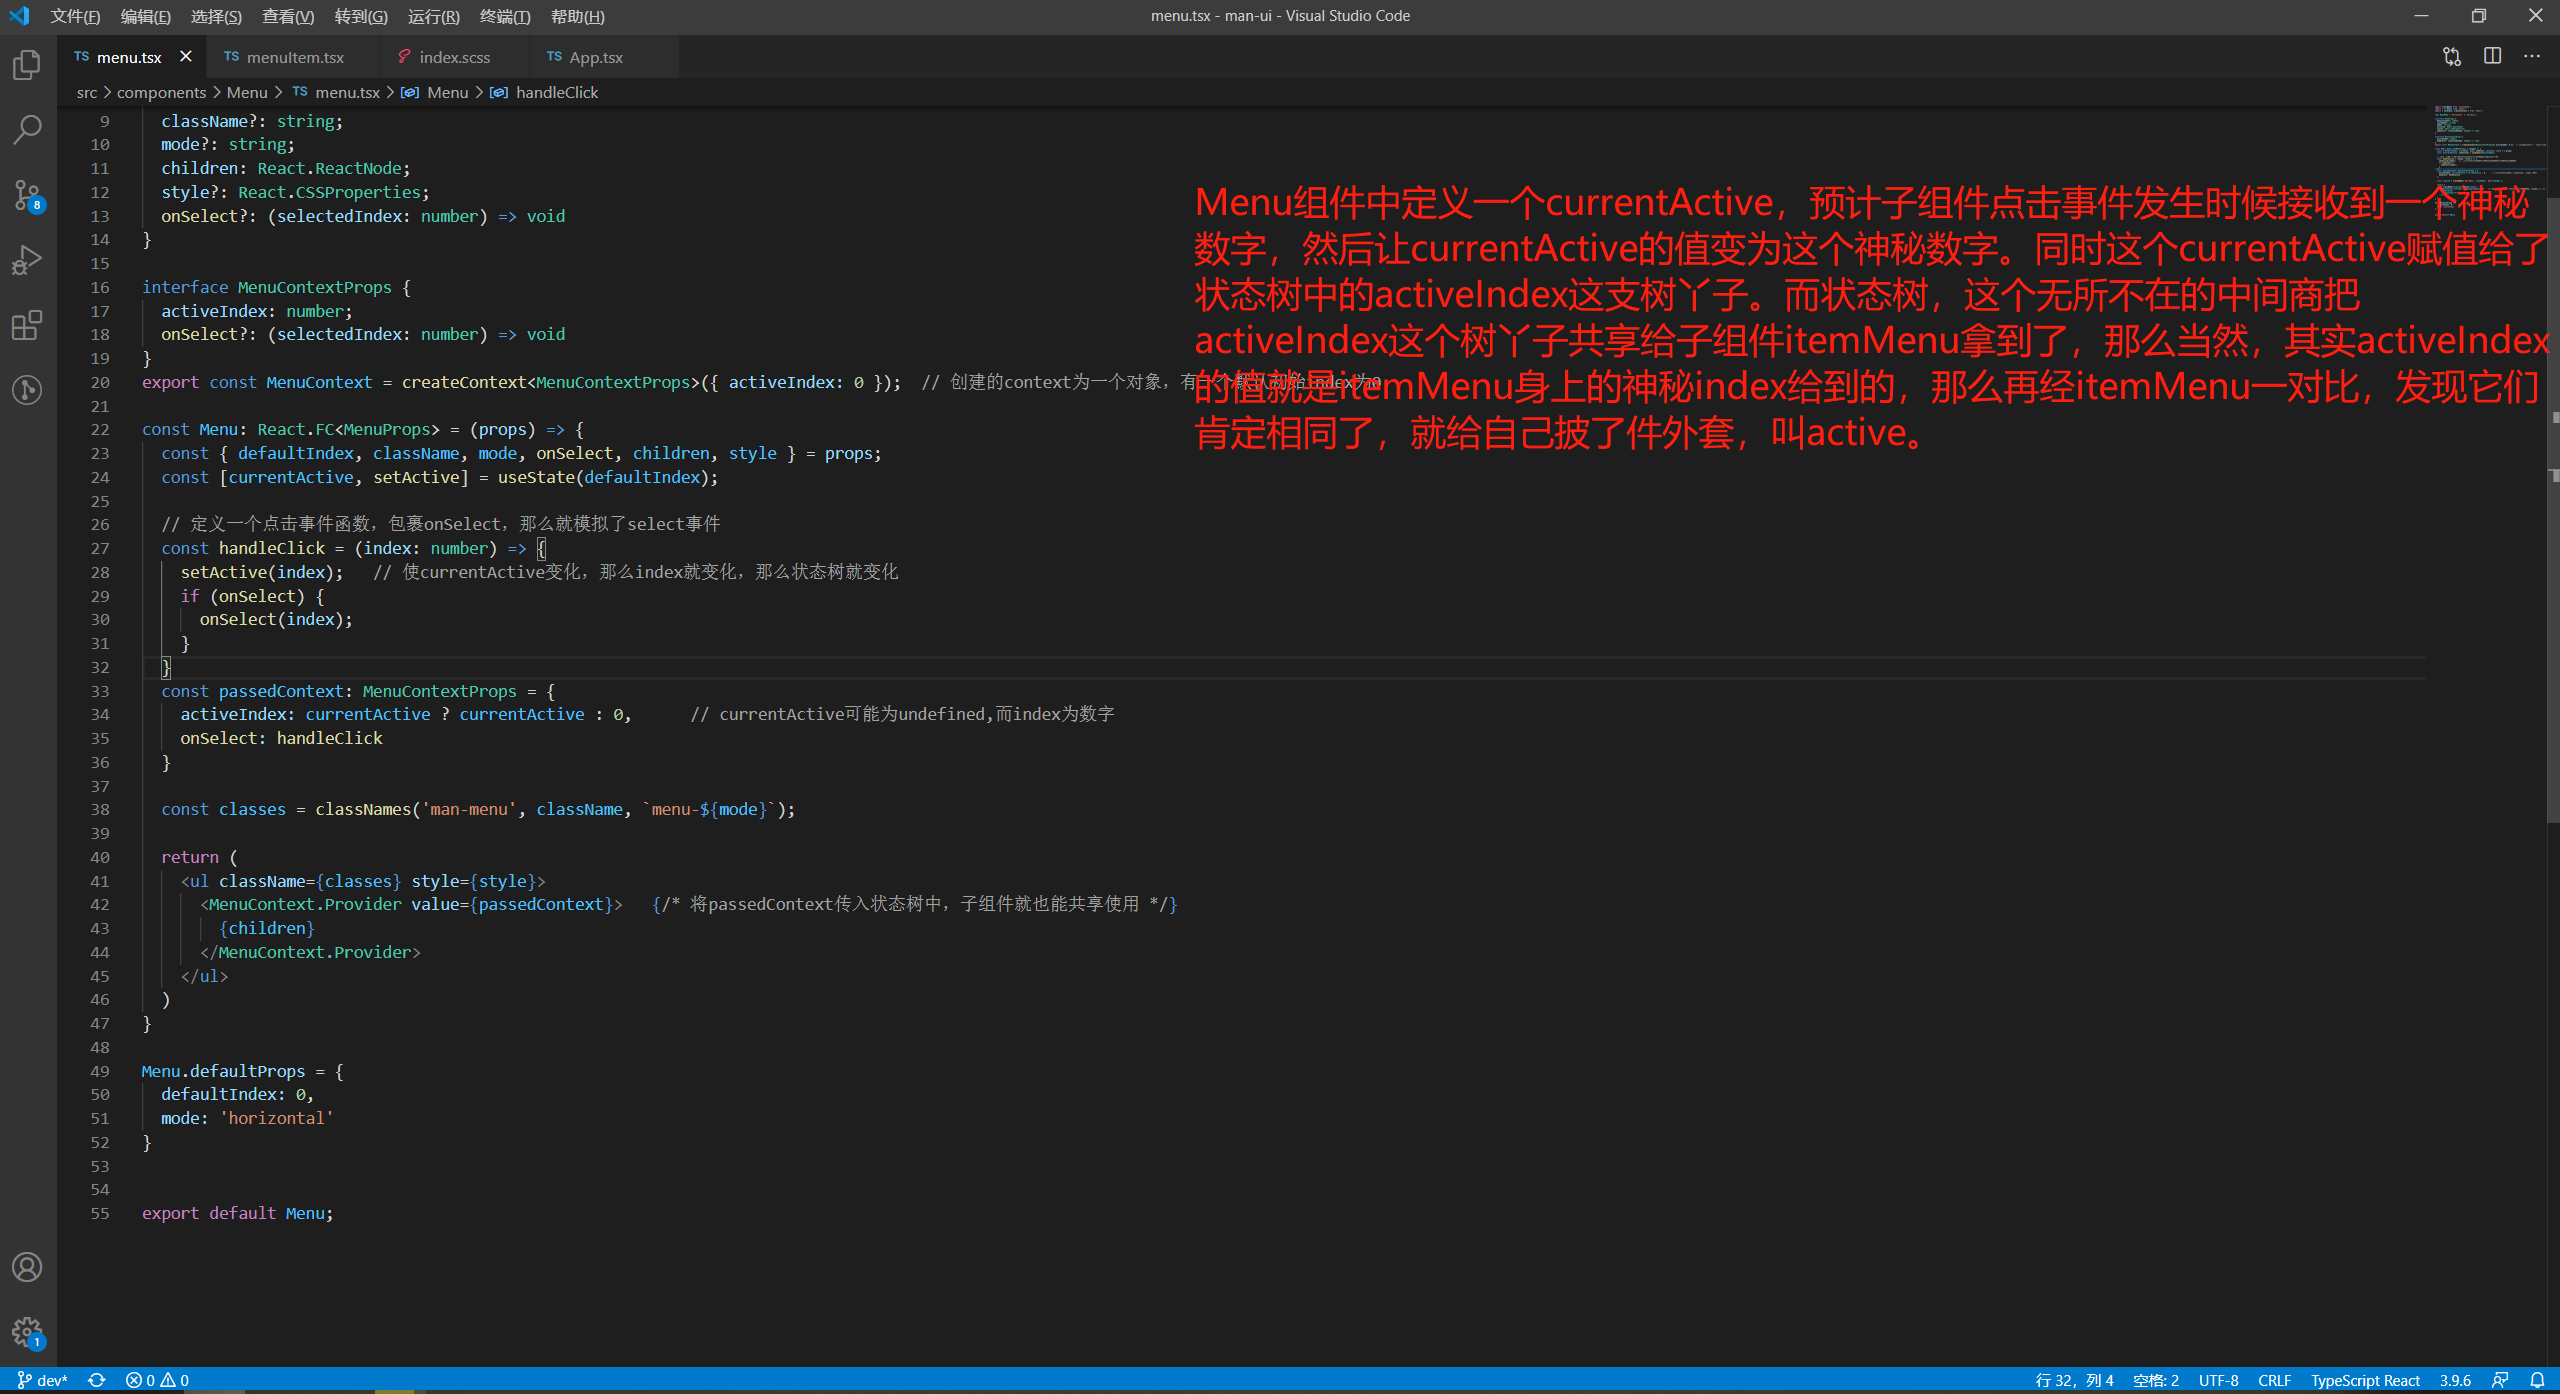 文件(F) 编辑(E) 选择(S) 查看(V) 转到(G) 运行(R) 终端(T) 帮助(H) menu.tsx - man-ui - Visual Studio Code
TS menu.tsx TS menuItem.tsx index.scss TS App.tsx
src > components > Menu > TS menu.tsx > Menu > handleClick
9 className?: string;
10 mode?: string;
11 children: React.ReactNode;
12 style?: React.CSSProperties;
13 onSelect?: (selectedIndex: number) => void
14 }
15
16 interface MenuContextProps {
17 activeIndex: number;
18 onSelect?: (selectedIndex: number) => void
19 }
20 export const MenuContext = createContext<MenuContextProps>({ activeIndex: 0 }); // 创建的context为一个对象，有一个默认初始index为0
21
22 const Menu: React.FC<MenuProps> = (props) => {
23 const { defaultIndex, className, mode, onSelect, children, style } = props;
24 const [currentActive, setActive] = useState(defaultIndex);
25
26 // 定义一个点击事件函数，包裹onSelect，那么就模拟了select事件
27 const handleClick = (index: number) => {
28 setActive(index); // 使currentActive变化，那么index就变化，那么状态树就变化
29 if (onSelect) {
30 onSelect(index);
31 }
32 }
33 const passedContext: MenuContextProps = {
34 activeIndex: currentActive ? currentActive : 0, // currentActive可能为undefined,而index为数字
35 onSelect: handleClick
36 }
37
38 const classes = classNames('man-menu', className, `menu-${mode}`);
39
40 return (
41 <ul className={classes} style={style}>
42 <MenuContext.Provider value={passedContext}> {/* 将passedContext传入状态树中，子组件就也能共享使用 */}
43 {children}
44 </MenuContext.Provider>
45 </ul>
46 )
47 }
48
49 Menu.defaultProps = {
50 defaultIndex: 0,
51 mode: 'horizontal'
52 }
53
54
55 export default Menu;
Menu组件中定义一个currentActive，预计子组件点击事件发生时候接收到一个神秘
数字，然后让currentActive的值变为这个神秘数字。同时这个currentActive赋值给了
状态树中的activeIndex这支树丫子。而状态树，这个无所不在的中间商把
activeIndex这个树丫子共享给子组件itemMenu拿到了，那么当然，其实activeIndex
的值就是itemMenu身上的神秘index给到的，那么再经itemMenu一对比，发现它们
肯定相同了，就给自己披了件外套，叫active。
8
1
dev* 0 0 行 32，列 4 空格: 2 UTF-8 CRLF TypeScript React 3.9.6